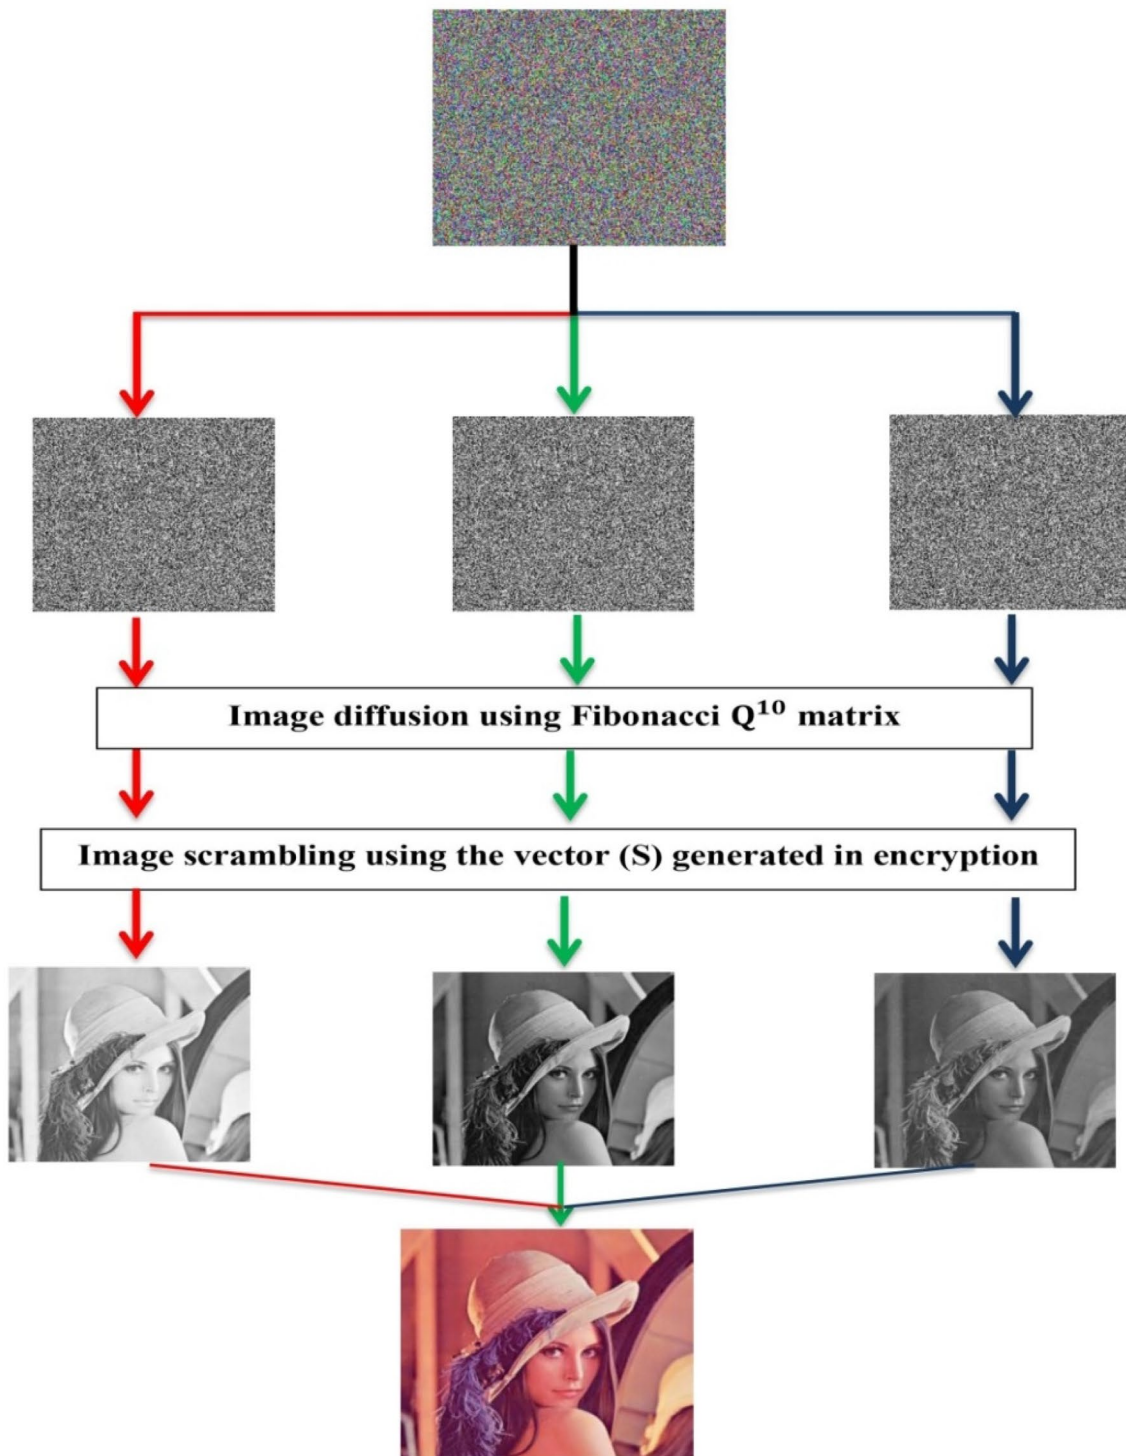 Image diffusion using Fibonacci Q¹⁰ matrix
Image scrambling using the vector (S) generated in encryption